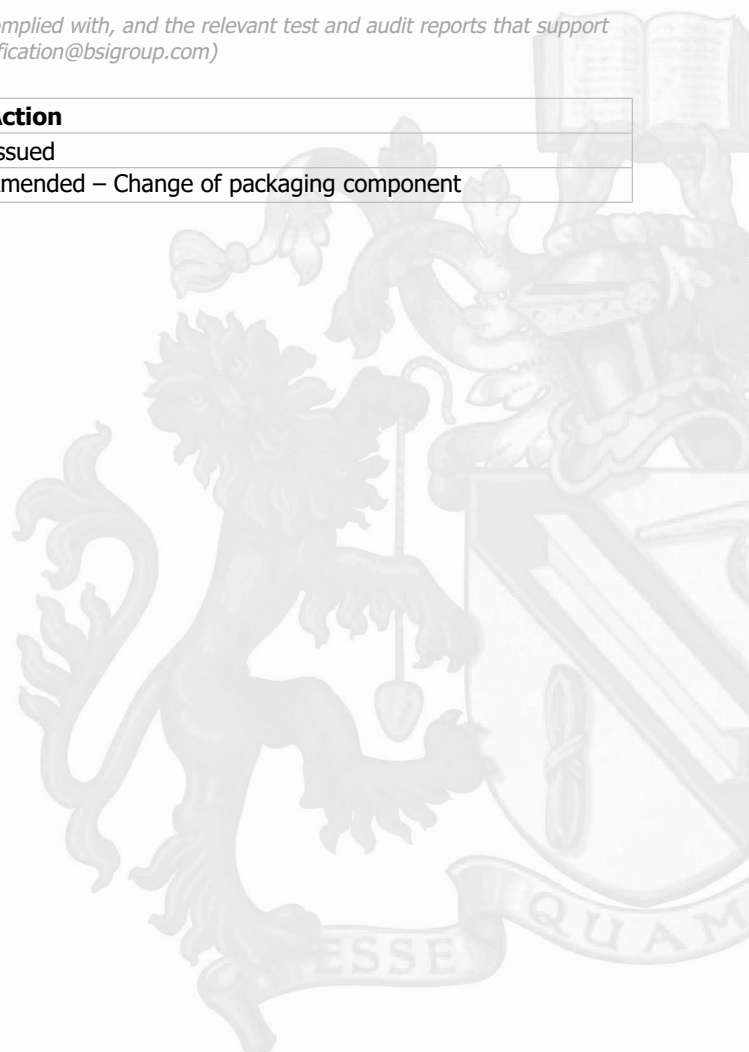 omplied with, and the relevant test and audit reports that support
fication@bsigroup.com)
Action
ssued
mended – Change of packaging component
ESSE QUAM